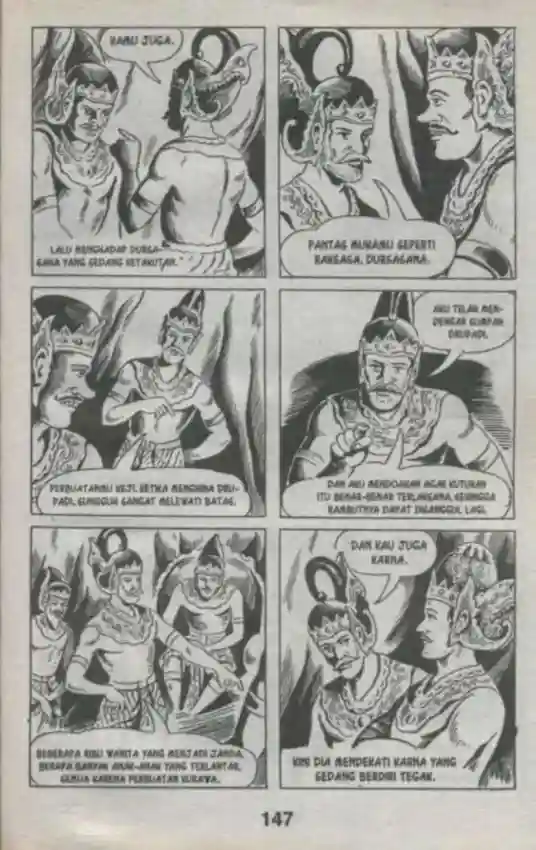 KAMU JUGA.
LALU MENGHADAP DURSA-
SANA YANG SEDANG KETAKUTAN.
PANTAS MUKAMU SEPERTI
RAKSASA, DURSASANA.
PERBUATANMU KEJI. KETIKA MENGHINA DRU-
PADI, SUNGGUH SANGAT MELEWATI BATAS.
AKU TELAH MEN-
DENGAR SUMPAH
DRUPADI.
DAN AKU MENDOAKAN AGAR KUTUKAN
ITU BENAR-BENAR TERLAKSANA, SEHINGGA
RAMBUTNYA DAPAT DISANGGUL LAGI.
BEBERAPA RIBU WANITA YANG MENJADI JANDA,
BERAPA BANYAK ANAK-ANAK YANG TERLANTAR,
SEMUA KARENA PERBUATAN KURAWA.
DAN KAU JUGA
KARNA.
KINI DIA MENDEKATI KARNA YANG
SEDANG BERDIRI TEGAK.
147